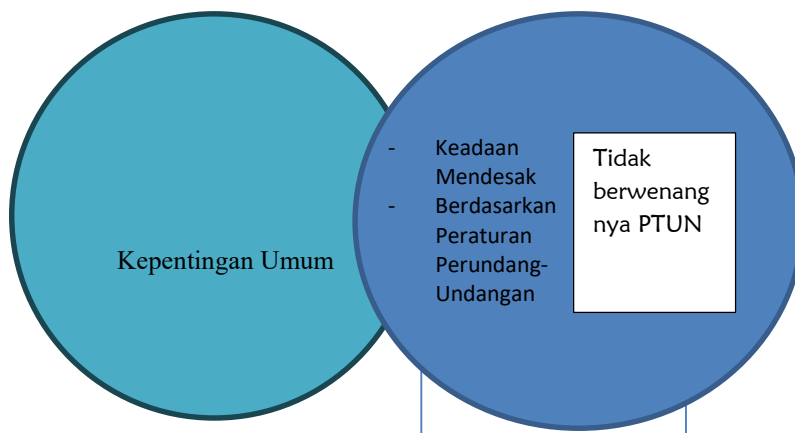 Kepentingan Umum
- Keadaan
Mendesak
- Berdasarkan
Peraturan
Perundang-
Undangan
Tidak
berwenang
nya PTUN